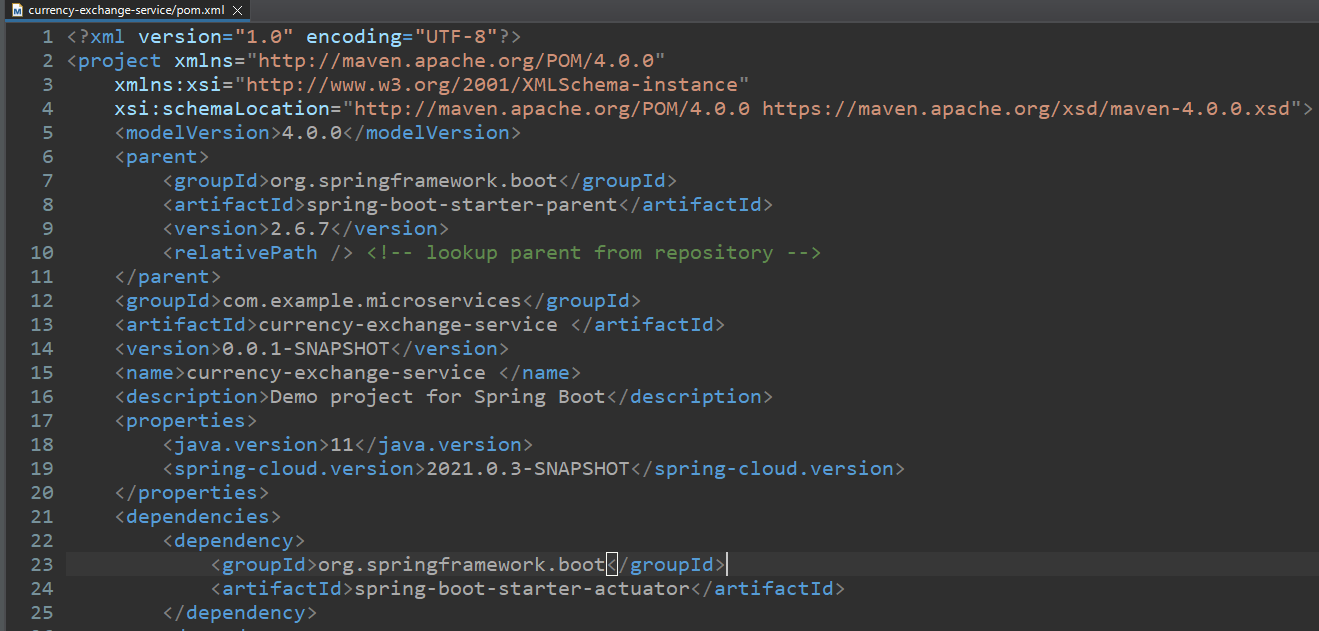 currency-exchange-service/pom.xml
1 <?xml version="1.0" encoding="UTF-8"?>
2 <project xmlns="http://maven.apache.org/POM/4.0.0"
3 xmlns:xsi="http://www.w3.org/2001/XMLSchema-instance"
4 xsi:schemaLocation="http://maven.apache.org/POM/4.0.0 https://maven.apache.org/xsd/maven-4.0.0.xsd">
5 <modelVersion>4.0.0</modelVersion>
6 <parent>
7 <groupId>org.springframework.boot</groupId>
8 <artifactId>spring-boot-starter-parent</artifactId>
9 <version>2.6.7</version>
10 <relativePath /> <!-- lookup parent from repository -->
11 </parent>
12 <groupId>com.example.microservices</groupId>
13 <artifactId>currency-exchange-service </artifactId>
14 <version>0.0.1-SNAPSHOT</version>
15 <name>currency-exchange-service </name>
16 <description>Demo project for Spring Boot</description>
17 <properties>
18 <java.version>11</java.version>
19 <spring-cloud.version>2021.0.3-SNAPSHOT</spring-cloud.version>
20 </properties>
21 <dependencies>
22 <dependency>
23 <groupId>org.springframework.boot</groupId>
24 <artifactId>spring-boot-starter-actuator</artifactId>
25 </dependency>